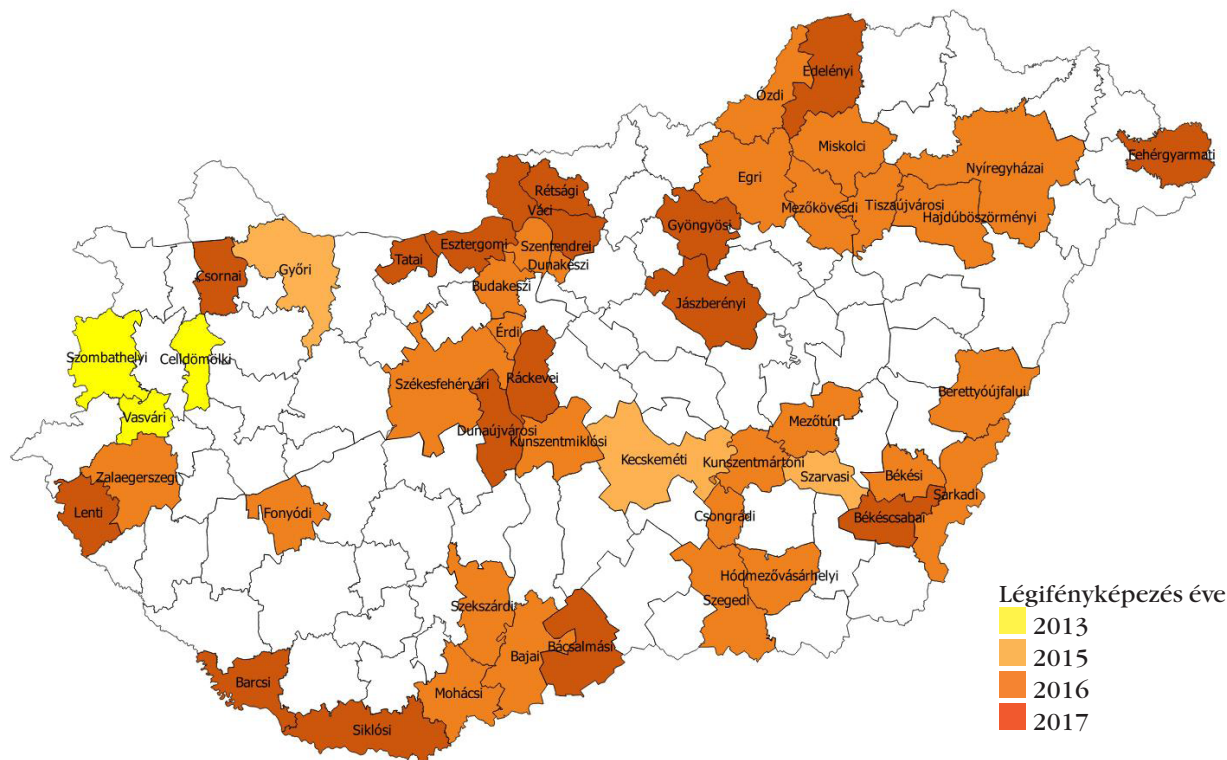 Edelényi
Ózdi
Miskolci
Fehérgyarmati
Nyíregyházai
Egri
Rétsági
Mezőkövesdi
Tiszaújvárosi
Gyöngyösi
Váci
Hajdúböszörményi
Esztergomi
Szentendrei
Tatai
Dunakeszi
Csornai
Győri
Budakeszi
Jászberényi
Érdi
Szombathelyi
Celldömölki
Ráckevei
Székesfehérvári
Berettyóújfalui
Vasvári
Mezőtúri
Dunaújvárosi
Kunszentmiklósi
Kecskeméti
Kunszentmártoni
Zalaegerszegi
Szarvasi
Békési
Sarkadi
Lenti
Fonyódi
Csongrádi
Békéscsabai
Hódmezővásárhelyi
Légifényképezés éve
Szekszárdi
Szegedi
2013
Bácsalmási
2015
Bajai
Barcsi
Mohácsi
2016
2017
Siklósi